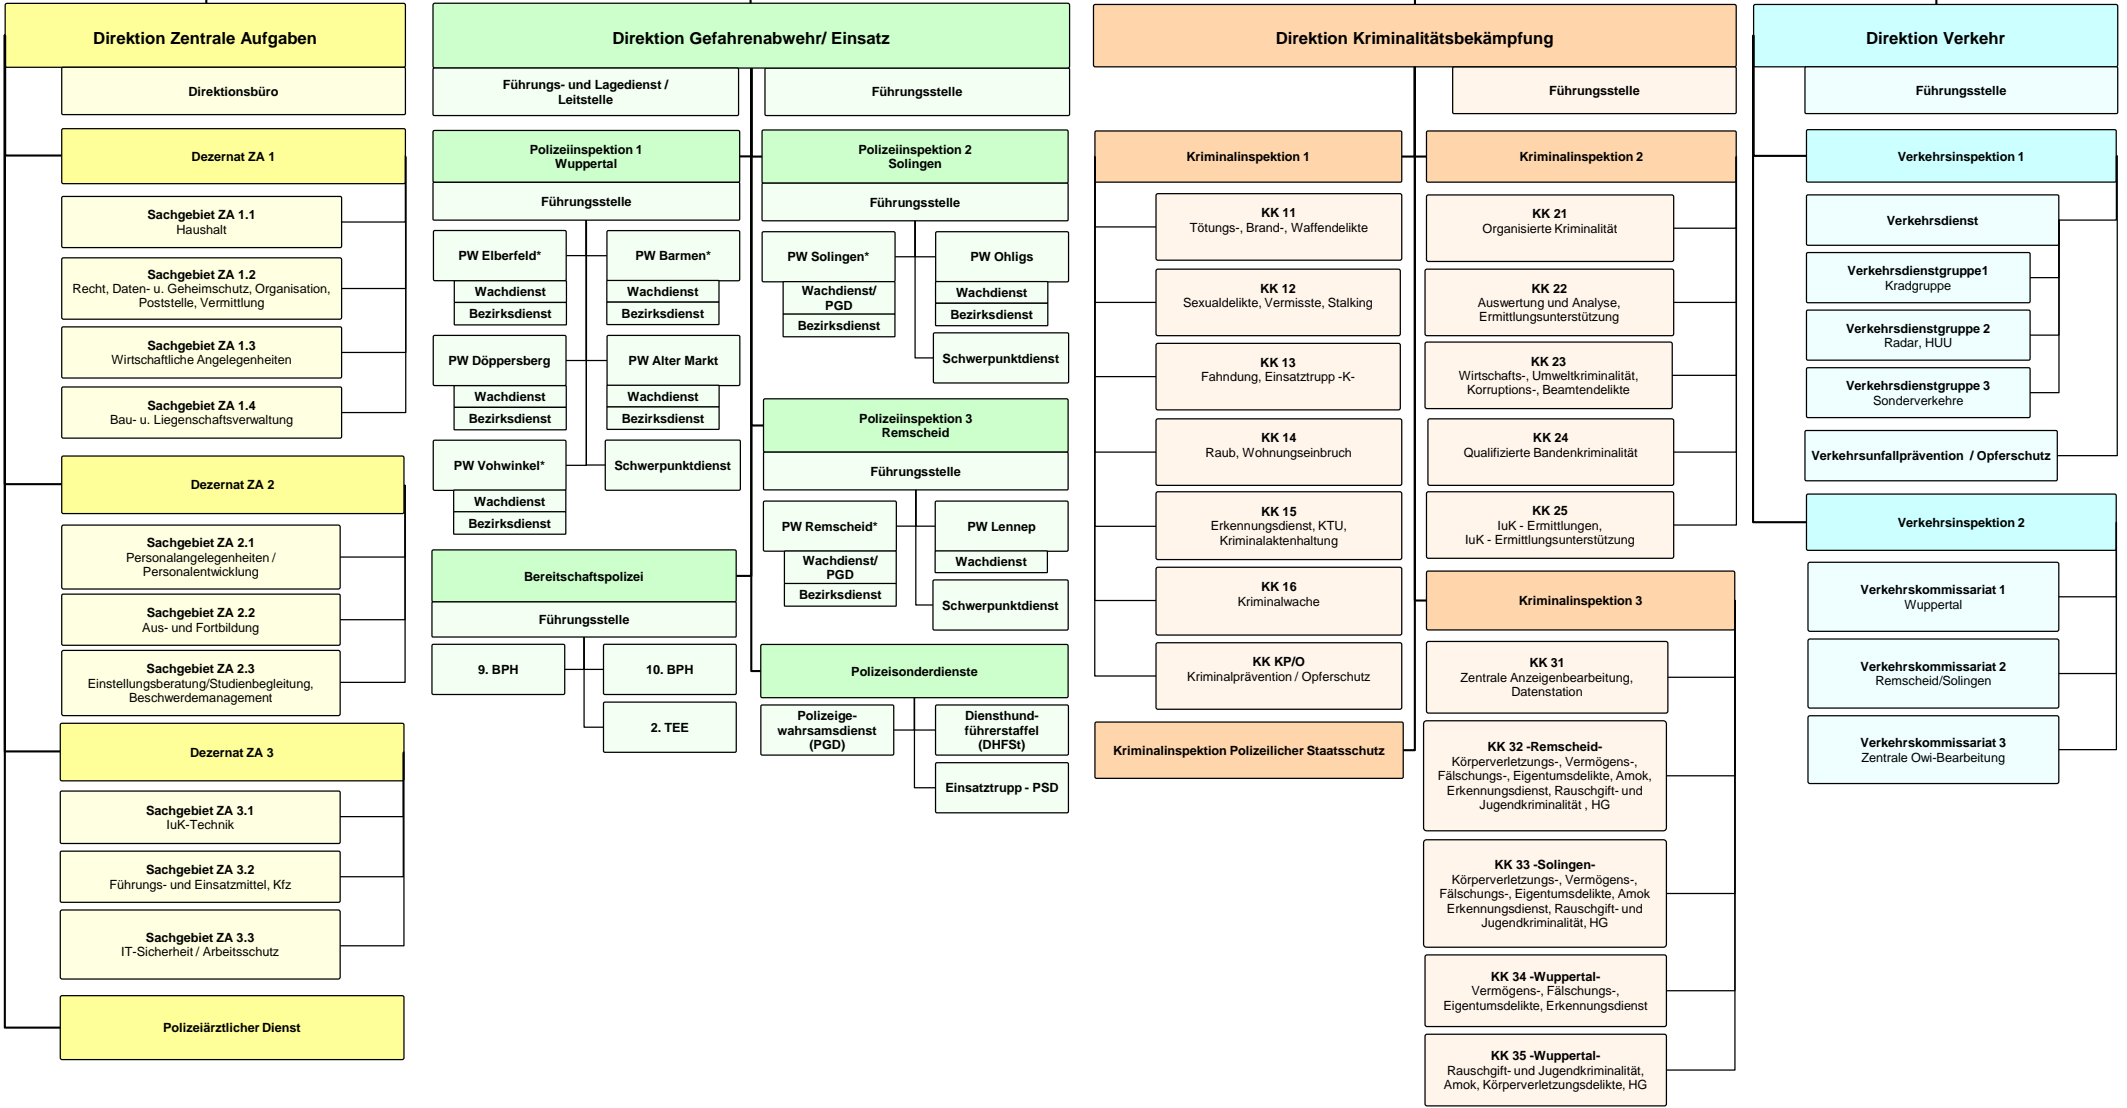 Direktion Zentrale Aufgaben
Direktionsbüro
Dezernat ZA 1
Sachgebiet ZA 1.1
Haushalt
Sachgebiet ZA 1.2
Recht, Daten- u. Geheimschutz, Organisation,
Poststelle, Vermittlung
Sachgebiet ZA 1.3
Wirtschaftliche Angelegenheiten
Sachgebiet ZA 1.4
Bau- u. Liegenschaftsverwaltung
Dezernat ZA 2
Sachgebiet ZA 2.1
Personalangelegenheiten /
Personalentwicklung
Sachgebiet ZA 2.2
Aus- und Fortbildung
Sachgebiet ZA 2.3
Einstellungsberatung/Studienbegleitung,
Beschwerdemanagement
Dezernat ZA 3
Sachgebiet ZA 3.1
IuK-Technik
Sachgebiet ZA 3.2
Führungs- und Einsatzmittel, Kfz
Sachgebiet ZA 3.3
IT-Sicherheit / Arbeitsschutz
Polizeiärztlicher Dienst
Direktion Gefahrenabwehr/ Einsatz
Führungs- und Lagedienst /
Leitstelle
Führungsstelle
Polizeiinspektion 1
Wuppertal
Führungsstelle
PW Elberfeld*
Wachdienst
Bezirksdienst
PW Barmen*
Wachdienst
Bezirksdienst
PW Döppersberg
Wachdienst
Bezirksdienst
PW Alter Markt
Wachdienst
Bezirksdienst
PW Vohwinkel*
Wachdienst
Bezirksdienst
Schwerpunktdienst
Bereitschaftspolizei
Führungsstelle
9. BPH
10. BPH
2. TEE
Polizeiinspektion 2
Solingen
Führungsstelle
PW Solingen*
Wachdienst/
PGD
Bezirksdienst
PW Ohligs
Wachdienst
Bezirksdienst
Schwerpunktdienst
Polizeiinspektion 3
Remscheid
Führungsstelle
PW Remscheid*
Wachdienst/
PGD
Bezirksdienst
PW Lennep
Wachdienst
Schwerpunktdienst
Polizeisonderdienste
Polizeige-
wahrsamsdienst
(PGD)
Diensthund-
führerstaffel
(DHFSt)
Einsatztrupp - PSD
Direktion Kriminalitätsbekämpfung
Führungsstelle
Kriminalinspektion 1
KK 11
Tötungs-, Brand-, Waffendelikte
KK 12
Sexualdelikte, Vermisste, Stalking
KK 13
Fahndung, Einsatztrupp -K-
KK 14
Raub, Wohnungseinbruch
KK 15
Erkennungsdienst, KTU,
Kriminalaktenhaltung
KK 16
Kriminalwache
KK KP/O
Kriminalprävention / Opferschutz
Kriminalinspektion Polizeilicher Staatsschutz
Kriminalinspektion 2
KK 21
Organisierte Kriminalität
KK 22
Auswertung und Analyse,
Ermittlungsunterstützung
KK 23
Wirtschafts-, Umweltkriminalität,
Korruptions-, Beamtendelikte
KK 24
Qualifizierte Bandenkriminalität
KK 25
IuK - Ermittlungen,
IuK - Ermittlungsunterstützung
Kriminalinspektion 3
KK 31
Zentrale Anzeigenbearbeitung,
Datenstation
KK 32 -Remscheid-
Körperverletzungs-, Vermögens-,
Fälschungs-, Eigentumsdelikte, Amok,
Erkennungsdienst, Rauschgift- und
Jugendkriminalität , HG
KK 33 -Solingen-
Körperverletzungs-, Vermögens-,
Fälschungs-, Eigentumsdelikte, Amok
Erkennungsdienst, Rauschgift- und
Jugendkriminalität, HG
KK 34 -Wuppertal-
Vermögens-, Fälschungs-,
Eigentumsdelikte, Erkennungsdienst
KK 35 -Wuppertal-
Rauschgift- und Jugendkriminalität,
Amok, Körperverletzungsdelikte, HG
Direktion Verkehr
Führungsstelle
Verkehrsinspektion 1
Verkehrsdienst
Verkehrsdienstgruppe1
Kradgruppe
Verkehrsdienstgruppe 2
Radar, HUU
Verkehrsdienstgruppe 3
Sonderverkehre
Verkehrsunfallprävention / Opferschutz
Verkehrsinspektion 2
Verkehrskommissariat 1
Wuppertal
Verkehrskommissariat 2
Remscheid/Solingen
Verkehrskommissariat 3
Zentrale Owi-Bearbeitung